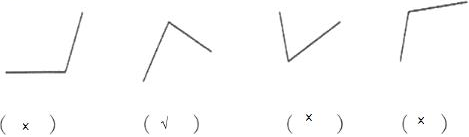 ( × ) ( √ ) ( × ) ( × )